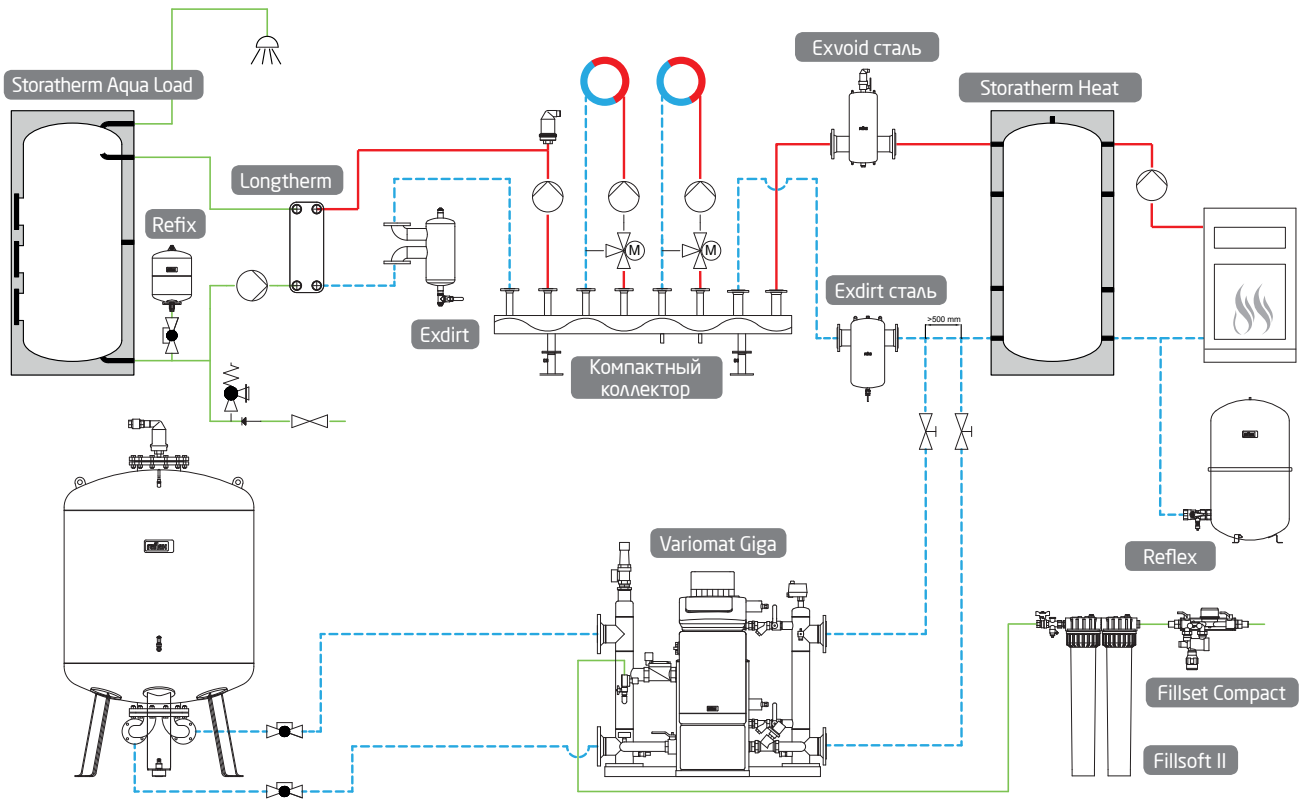 Exvoid сталь
Storatherm Aqua Load
Storatherm Heat
Longtherm
Refix
M
M
Exdirt сталь
>500 mm
Exdirt
Компактный
коллектор
Variomat Giga
Reflex
reflex
Fillset Compact
Fillsoft II